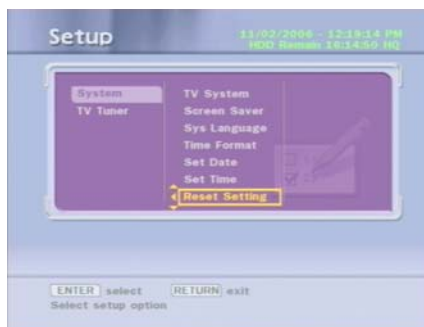 Setup
11/02/2006 - 12:19:14 PM
HDD Remain 16:14:50 HQ
System
TV Tuner
TV System
Screen Saver
Sys Language
Time Format
Set Date
Set Time
Reset Setting
ENTER select RETURN exit
Select setup option